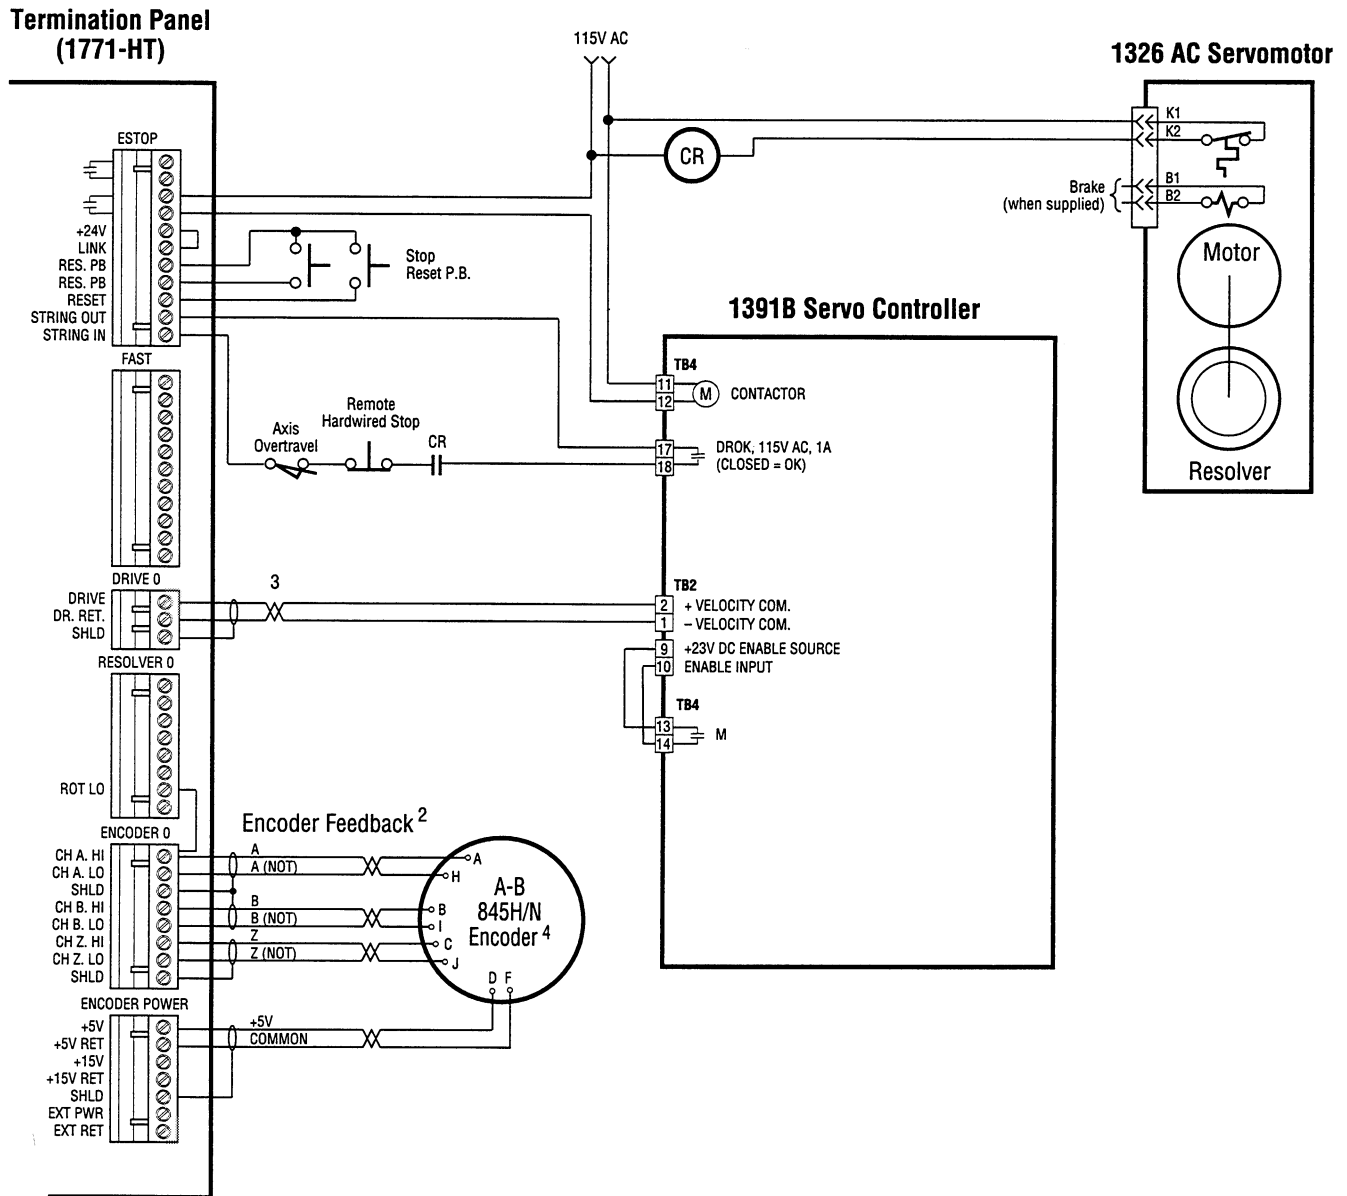 Termination Panel
(1771-HT)
115V AC
1326 AC Servomotor
ESTOP
+24V
LINK
RES. PB
RES. PB
RESET
STRING OUT
STRING IN
CR
K1
K2
Brake
(when supplied)
B1
B2
Motor
Resolver
Stop
Reset P.B.
1391B Servo Controller
TB4
11
12
M
CONTACTOR
17
18
DROK, 115V AC, 1A
(CLOSED = OK)
FAST
Axis
Overtravel
Remote
Hardwired Stop
CR
DRIVE 0
DRIVE
DR. RET.
SHLD
3
TB2
2
+ VELOCITY COM.
1
– VELOCITY COM.
9
+23V DC ENABLE SOURCE
10
ENABLE INPUT
TB4
13
14
M
RESOLVER 0
ROT LO
ENCODER 0
CH A. HI
CH A. LO
SHLD
CH B. HI
CH B. LO
CH Z. HI
CH Z. LO
SHLD
Encoder Feedback 2
A
A (NOT)
B
B (NOT)
Z
Z (NOT)
A
H
B
I
C
J
D F
A-B
845H/N
Encoder 4
ENCODER POWER
+5V
+5V RET
+15V
+15V RET
SHLD
EXT PWR
EXT RET
+5V
COMMON